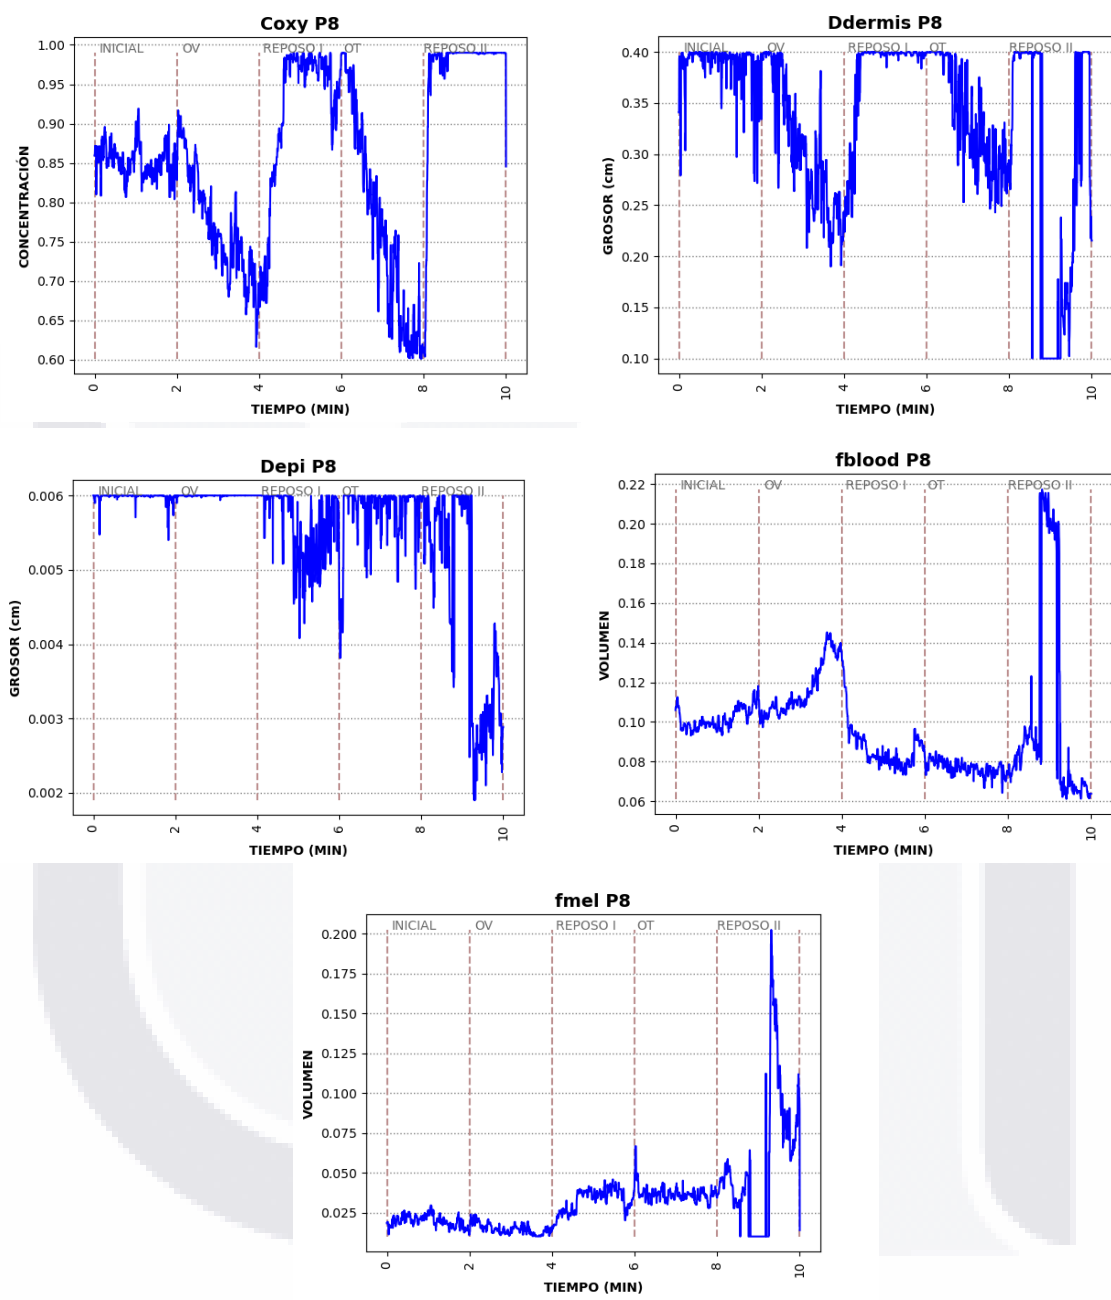 Coxy P8
INICIAL OV REPOSO I OT REPOSO II
1.00
0.95
0.90
0.85
0.80
0.75
0.70
0.65
0.60
CONCENTRACIÓN
0 2 4 6 8 10
TIEMPO (MIN)
Ddermis P8
INICIAL OV REPOSO I OT REPOSO II
0.40
0.35
0.30
0.25
0.20
0.15
0.10
GROSOR (cm)
0 2 4 6 8 10
TIEMPO (MIN)
Depi P8
INICIAL OV REPOSO I OT REPOSO II
0.006
0.005
0.004
0.003
0.002
GROSOR (cm)
0 2 4 6 8 10
TIEMPO (MIN)
fblood P8
INICIAL OV REPOSO I OT REPOSO II
0.22
0.20
0.18
0.16
0.14
0.12
0.10
0.08
0.06
VOLUMEN
0 2 4 6 8 10
TIEMPO (MIN)
fmel P8
INICIAL OV REPOSO I OT REPOSO II
0.200
0.175
0.150
0.125
0.100
0.075
0.050
0.025
VOLUMEN
0 2 4 6 8 10
TIEMPO (MIN)